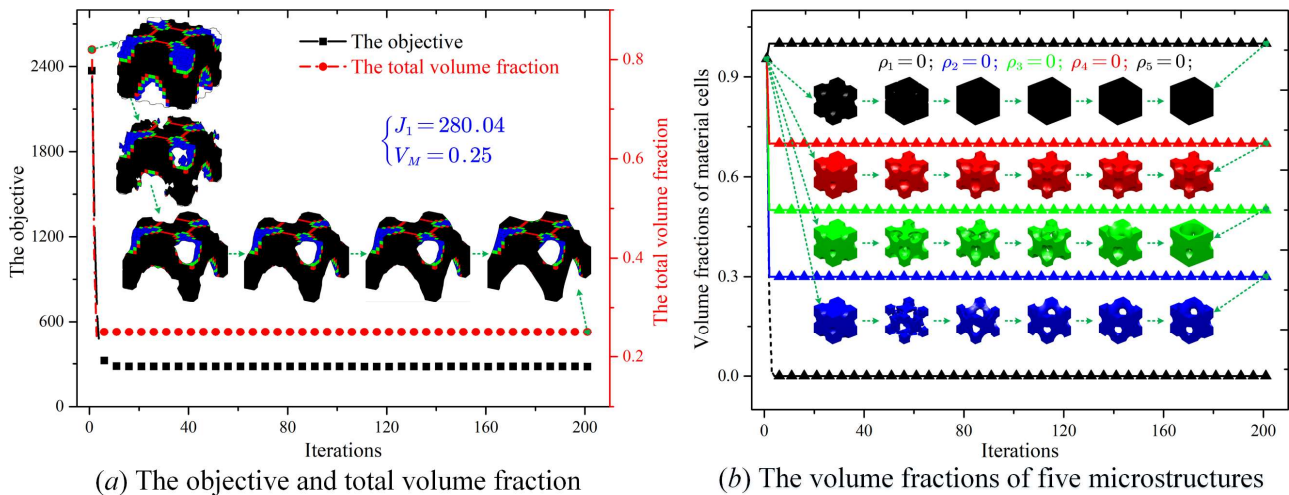 The objective
The total volume fraction
J₁ = 280.04
V_M = 0.25
2400
1800
1200
600
0
The objective
0.8
0.6
0.4
0.2
The total volume fraction
0 40 80 120 160 200
Iterations
(a) The objective and total volume fraction
ρ₁=0; ρ₂=0; ρ₃=0; ρ₄=0; ρ₅=0;
0.9
0.6
0.3
0.0
Volume fractions of material cells
0 40 80 120 160 200
Iterations
(b) The volume fractions of five microstructures